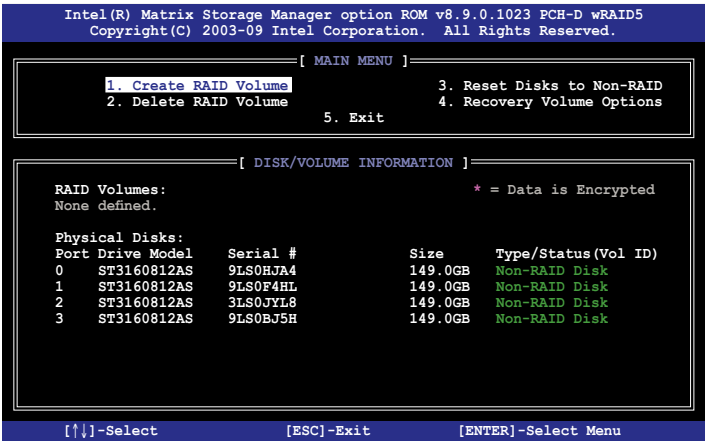 Intel(R) Matrix Storage Manager option ROM v8.9.0.1023 PCH-D wRAID5
Copyright(C) 2003-09 Intel Corporation. All Rights Reserved.
[ MAIN MENU ]
1. Create RAID Volume 3. Reset Disks to Non-RAID
2. Delete RAID Volume 4. Recovery Volume Options
5. Exit
[ DISK/VOLUME INFORMATION ]
RAID Volumes: * = Data is Encrypted
None defined.
Physical Disks:
Port Drive Model Serial # Size Type/Status(Vol ID)
0 ST3160812AS 9LS0HJA4 149.0GB Non-RAID Disk
1 ST3160812AS 9LS0F4HL 149.0GB Non-RAID Disk
2 ST3160812AS 3LS0JYL8 149.0GB Non-RAID Disk
3 ST3160812AS 9LS0BJ5H 149.0GB Non-RAID Disk
[↑↓]-Select [ESC]-Exit [ENTER]-Select Menu